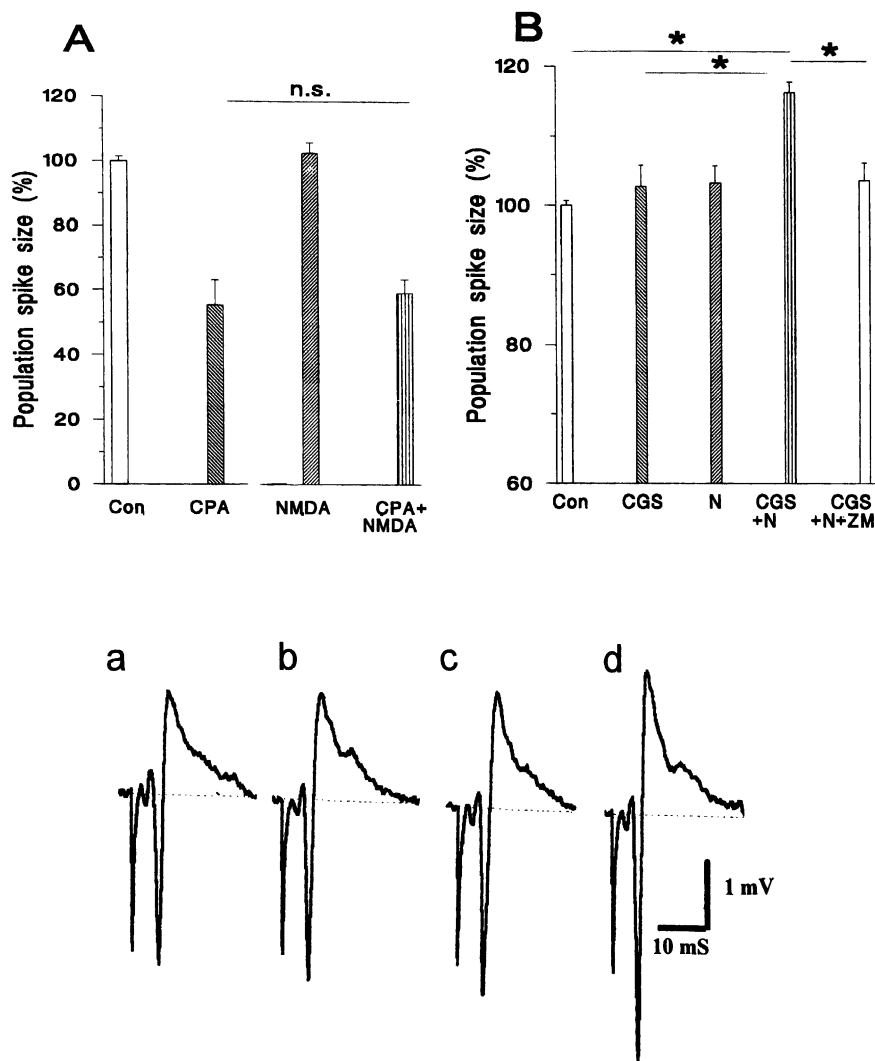 A
Population spike size (%)
120
100
80
60
40
20
0
n.s.
Con
CPA
NMDA
CPA+
NMDA
B
Population spike size (%)
120
100
80
60
*
*
*
Con
CGS
N
CGS
+N
CGS
+N+ZM
a
b
c
d
1 mV
10 mS